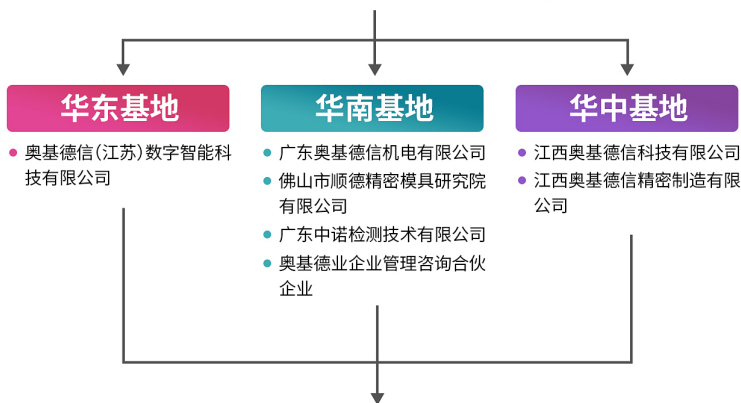 华东基地
奥基德信(江苏)数字智能科
技有限公司
华南基地
广东奥基德信机电有限公司
佛山市顺德精密模具研究院
有限公司
广东中诺检测技术有限公司
奥基德业企业管理咨询合伙
企业
华中基地
江西奥基德信科技有限公司
江西奥基德信精密制造有限
公司